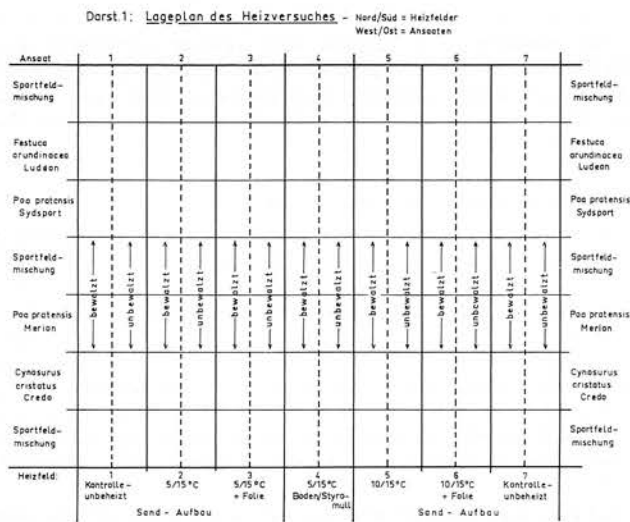 Darst.1: Lageplan des Heizversuches - Nord/Süd = Heizfelder
West/Ost = Ansaaten
Ansaat 1 2 3 4 5 6 7 Ansaat
Sportfeld-
mischung
Sportfeld-
mischung
Festuca
arundinacea
Ludeon
Festuca
arundinacea
Ludeon
Poa pratensis
Sydsport
Poa pratensis
Sydsport
Sportfeld-
mischung
Sportfeld-
mischung
bewalzt unbewalzt bewalzt unbewalzt bewalzt unbewalzt bewalzt unbewalzt bewalzt unbewalzt bewalzt unbewalzt bewalzt unbewalzt
Poa pratensis
Merion
Poa pratensis
Merion
Cynosurus
cristatus
Credo
Cynosurus
cristatus
Credo
Sportfeld-
mischung
Sportfeld-
mischung
Heizfeld: 1 2 3 4 5 6 7
Kontrolle-
unbeheizt
5/15°C
5/15°C
+ Folie
5/15°C
Boden/Styro-
mull
10/15°C
10/15°C
+ Folie
Kontrolle-
unbeheizt
Sand - Aufbau
Sand - Aufbau